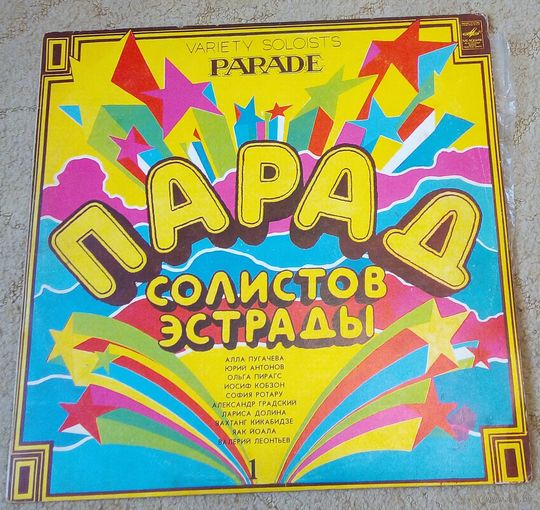 VARIETY SOLOIST'S
PARADE
ПАРАД
СОЛИСТОВ
ЭСТРАДЫ
АЛЛА ПУГАЧЕВА
ЮРИЙ АНТОНОВ
ОЛЬГА ПИРАГС
ИОСИФ КОБЗОН
СОФИЯ РОТАРУ
АЛЕКСАНДР ГРАДСКИЙ
ЛАРИСА ДОЛИНА
ВАХТАНГ КИКАБИДЗЕ
ЯАК ЙОАЛА
ВАЛЕРИЙ ЛЕОНТЬЕВ
1